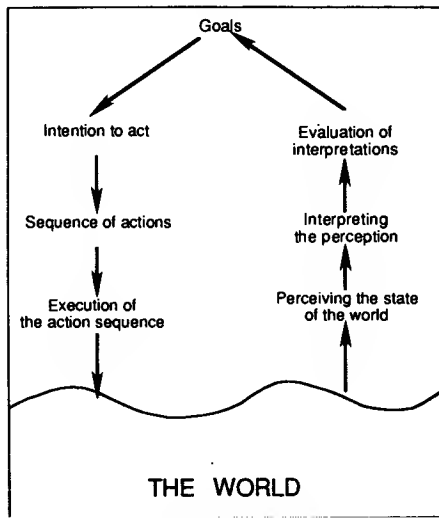 Goals
Intention to act
Sequence of actions
Execution of
the action sequence
Evaluation of
interpretations
Interpreting
the perception
Perceiving the state
of the world
THE WORLD